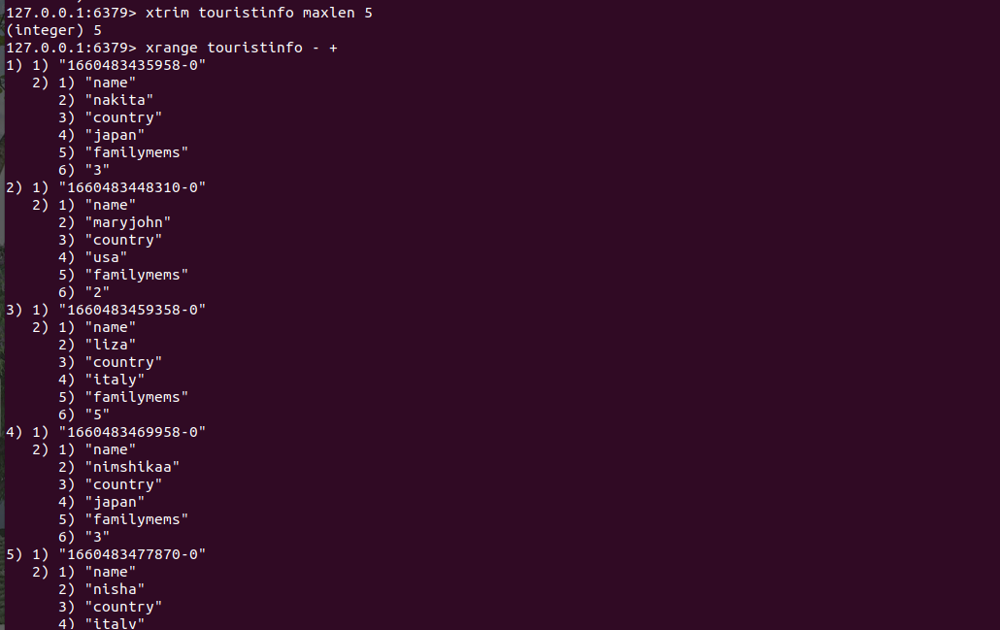 127.0.0.1:6379> xtrim touristinfo maxlen 5
(integer) 5
127.0.0.1:6379> xrange touristinfo - +
1) 1) "1660483435958-0"
   2) 1) "name"
      2) "nakita"
      3) "country"
      4) "japan"
      5) "familymems"
      6) "3"
2) 1) "1660483448310-0"
   2) 1) "name"
      2) "maryjohn"
      3) "country"
      4) "usa"
      5) "familymems"
      6) "2"
3) 1) "1660483459358-0"
   2) 1) "name"
      2) "liza"
      3) "country"
      4) "italy"
      5) "familymems"
      6) "5"
4) 1) "1660483469958-0"
   2) 1) "name"
      2) "nimshikaa"
      3) "country"
      4) "japan"
      5) "familymems"
      6) "3"
5) 1) "1660483477870-0"
   2) 1) "name"
      2) "nisha"
      3) "country"
      4) "italy"